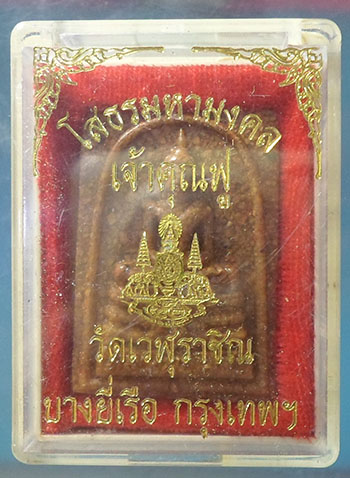 โสธรมหามงคล
เจ้าคุณฟู
วัดเวฬุราชิณ
บางยี่เรือ กรุงเทพฯ